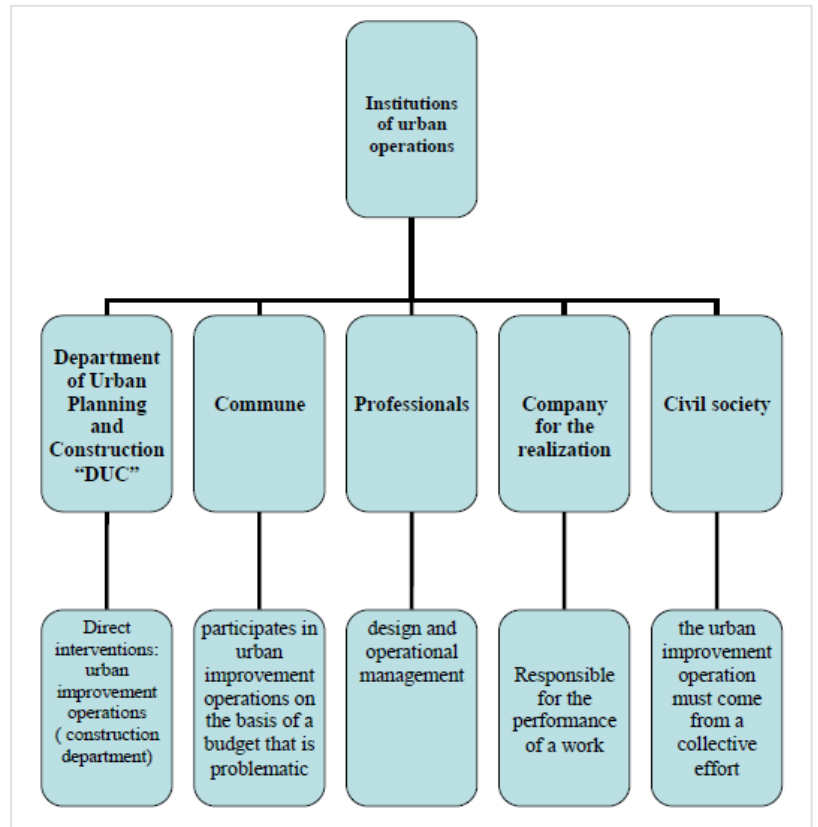 Institutions
of urban
operations
Department
of Urban
Planning
and
Construction
“DUC”
Commune
Professionals
Company
for the
realization
Civil society
Direct
interventions:
urban
improvement
operations
( construction
department)
participates in
urban
improvement
operations on
the basis of a
budget that is
problematic
design and
operational
management
Responsible
for the
performance
of a work
the urban
improvement
operation
must come
from a
collective
effort